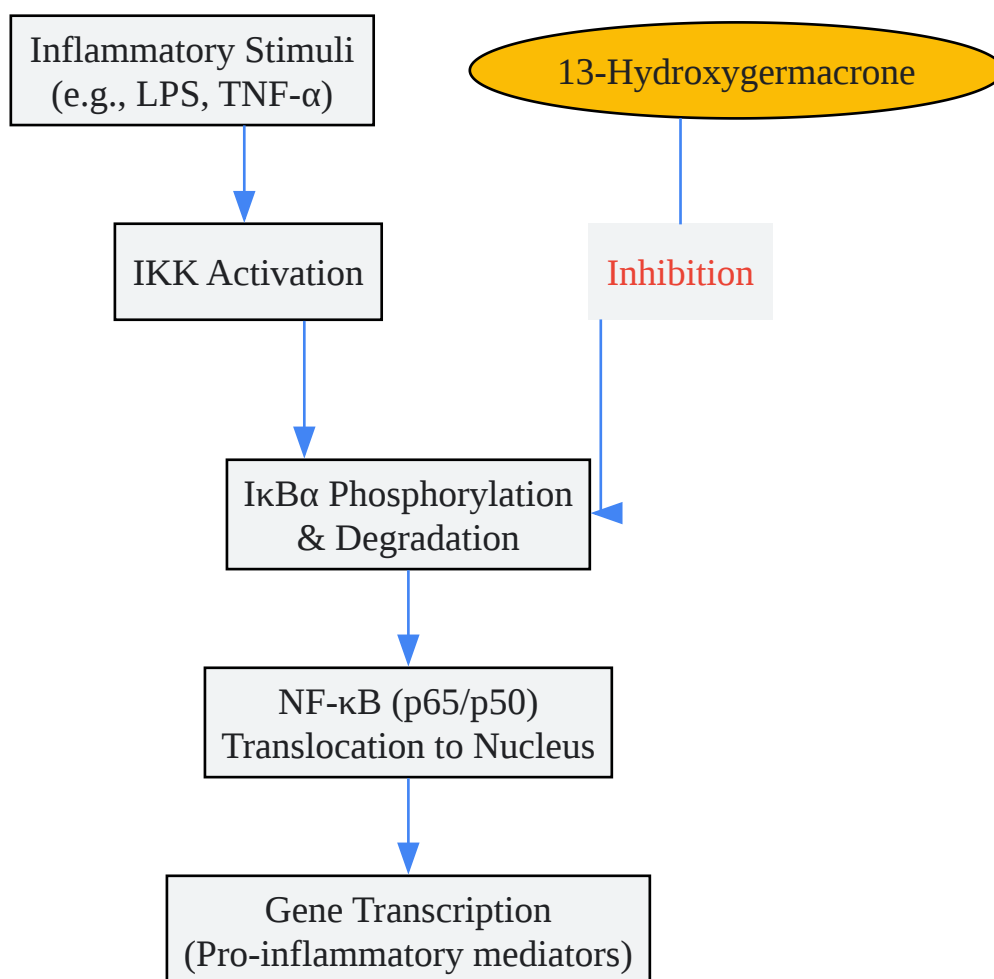 Inflammatory Stimuli
(e.g., LPS, TNF-α)
13-Hydroxygermacrone
IKK Activation
Inhibition
IκBα Phosphorylation
& Degradation
NF-κB (p65/p50)
Translocation to Nucleus
Gene Transcription
(Pro-inflammatory mediators)